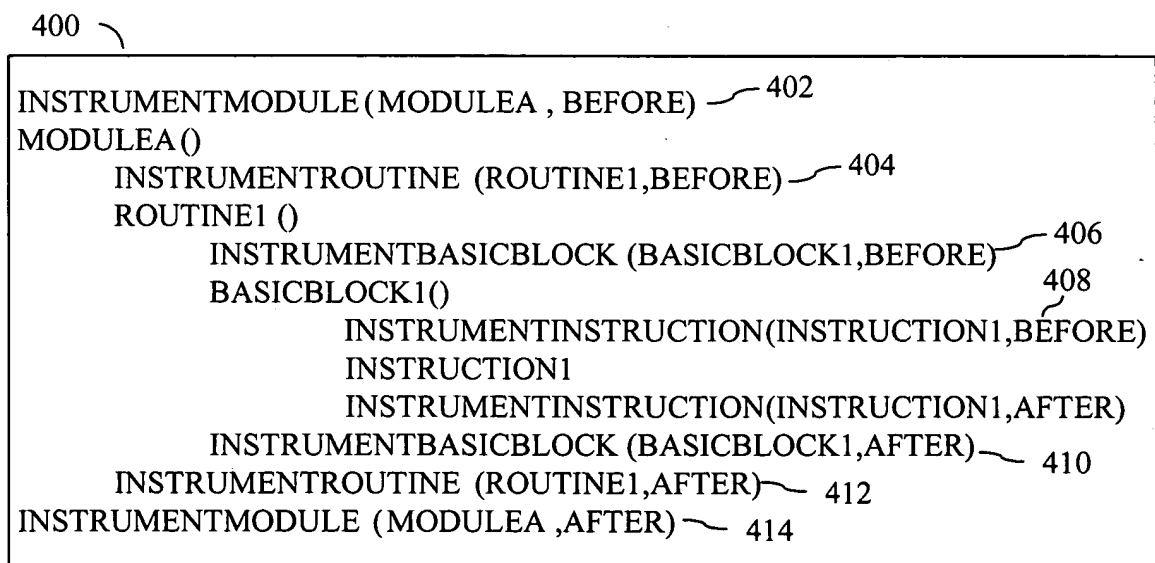 400
INSTRUMENTMODULE (MODULEA , BEFORE) 402
MODULEA ()
INSTRUMENTROUTINE (ROUTINE1,BEFORE) 404
ROUTINE1 ()
INSTRUMENTBASICBLOCK (BASICBLOCK1,BEFORE) 406
BASICBLOCK1()
408
INSTRUMENTINSTRUCTION(INSTRUCTION1,BEFORE)
INSTRUCTION1
INSTRUMENTINSTRUCTION(INSTRUCTION1,AFTER)
INSTRUMENTBASICBLOCK (BASICBLOCK1,AFTER) 410
INSTRUMENTROUTINE (ROUTINE1,AFTER) 412
INSTRUMENTMODULE (MODULEA ,AFTER) 414